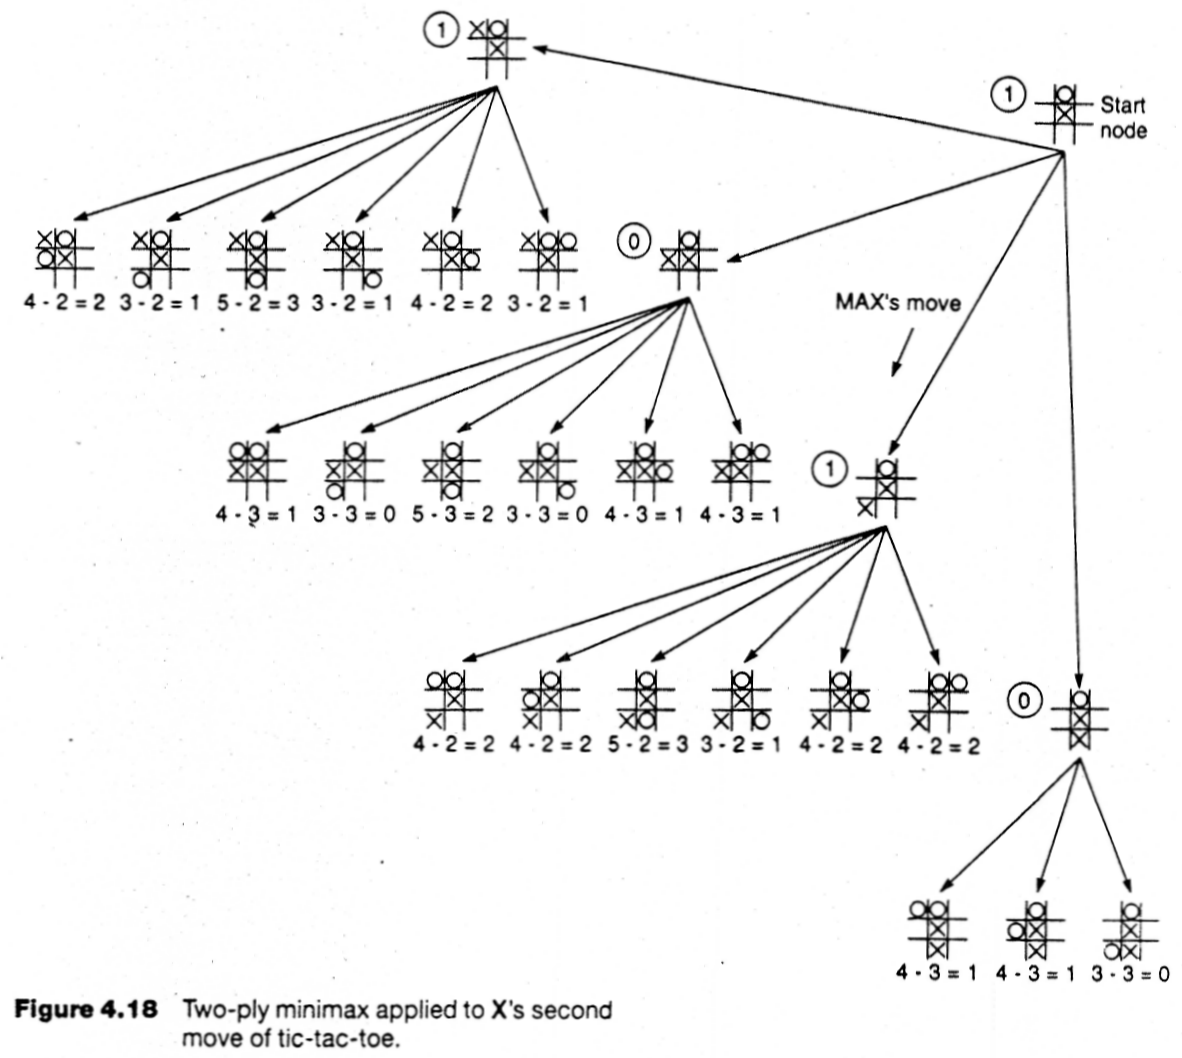 1
1
Start
node
0
4 - 2 = 2 3 - 2 = 1 5 - 2 = 3 3 - 2 = 1 4 - 2 = 2 3 - 2 = 1
MAX's move
1
4 - 3 = 1 3 - 3 = 0 5 - 3 = 2 3 - 3 = 0 4 - 3 = 1 4 - 3 = 1
0
4 - 2 = 2 4 - 2 = 2 5 - 2 = 3 3 - 2 = 1 4 - 2 = 2 4 - 2 = 2
4 - 3 = 1 4 - 3 = 1 3 - 3 = 0
Figure 4.18 Two-ply minimax applied to X's second
move of tic-tac-toe.